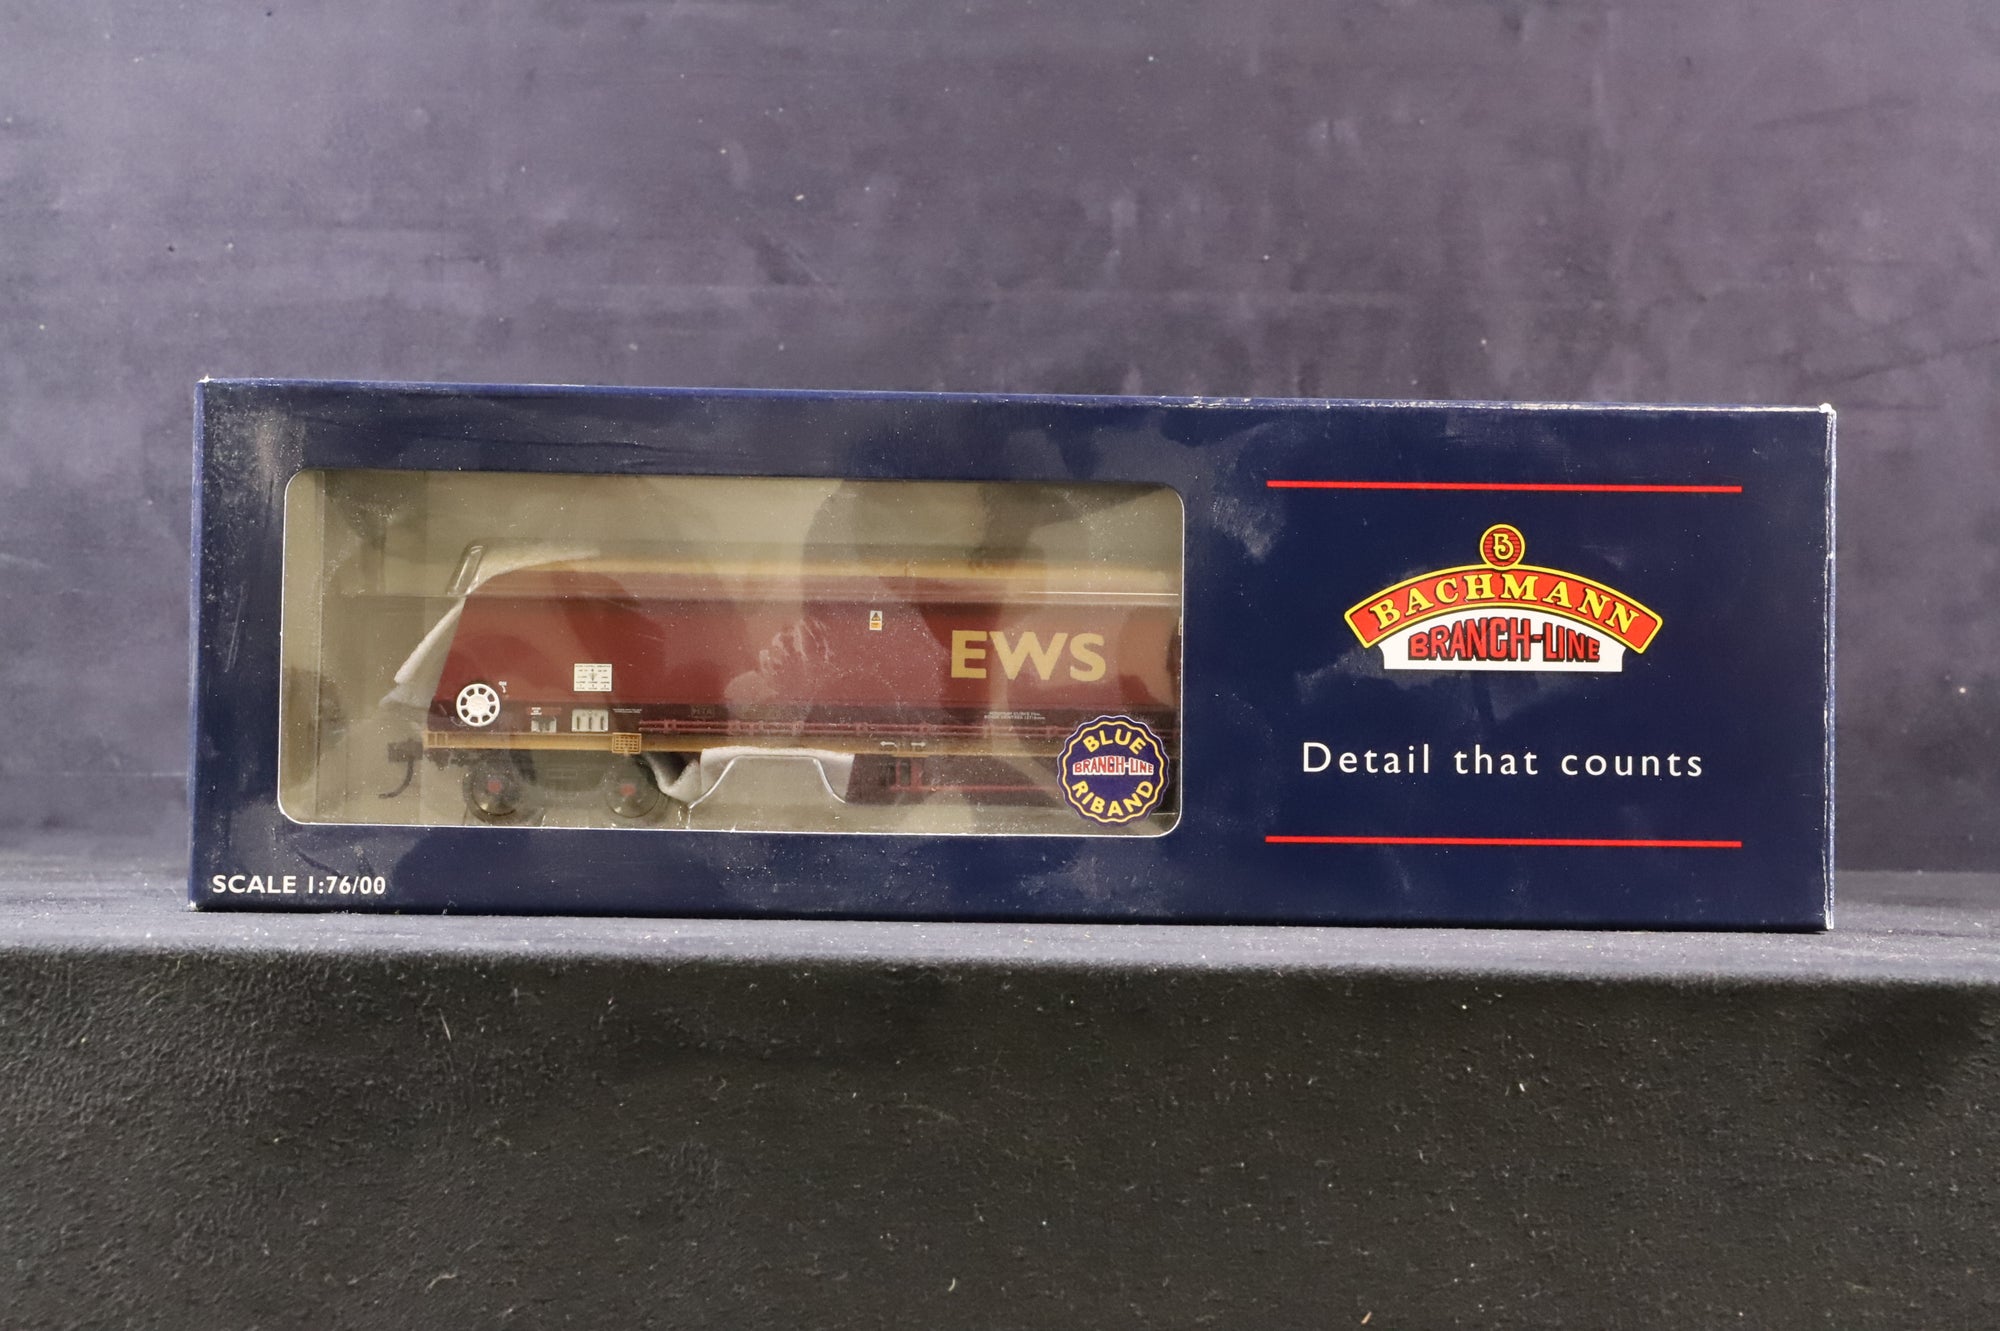 EWS
BLUE
BRANCH-LINE
RIBAND
SCALE 1:76/00
B
BACHMANN
BRANCH-LINE
Detail that counts